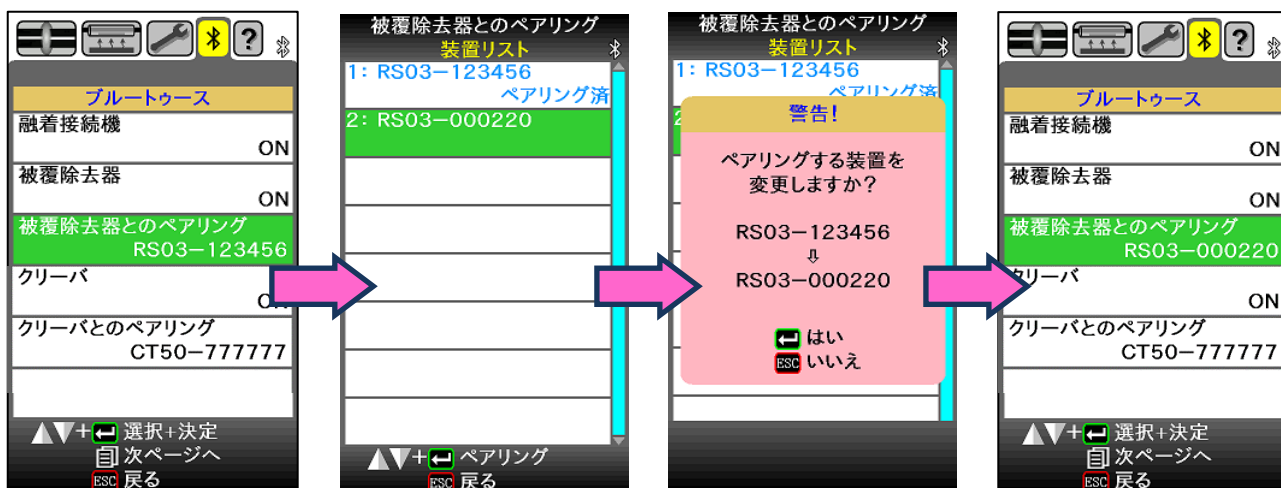 ?
ブルートゥース
融着接続機
ON
被覆除去器
ON
被覆除去器とのペアリング
RS03-123456
クリーバ
ON
クリーバとのペアリング
CT50-777777
+ 選択+決定
次ページへ
ESC 戻る
被覆除去器とのペアリング
装置リスト
1: RS03-123456
ペアリング済
2: RS03-000220
+ ペアリング
ESC 戻る
被覆除去器とのペアリング
装置リスト
1: RS03-123456
ペアリング済
2
警告!
ペアリングする装置を
変更しますか?
RS03-123456
⇩
RS03-000220
はい
ESC いいえ
?
ブルートゥース
融着接続機
ON
被覆除去器
ON
被覆除去器とのペアリング
RS03-000220
クリーバ
ON
クリーバとのペアリング
CT50-777777
+ 選択+決定
次ページへ
ESC 戻る